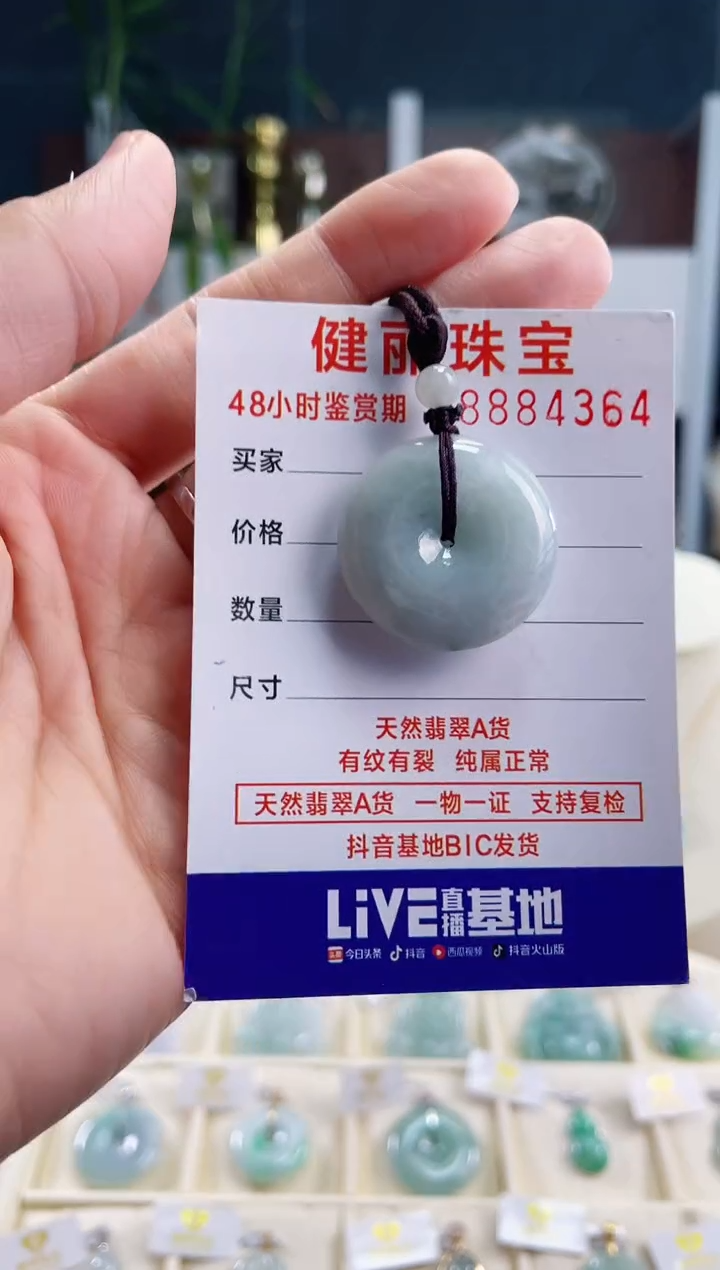 健丽珠宝
48小时鉴赏期 8884364
买家
价格
数量
尺寸
天然翡翠A货
有纹有裂 纯属正常
天然翡翠A货 一物一证 支持复检
抖音基地BIC发货
LiVE直播基地
头条 今日头条 抖音 西瓜视频 抖音火山版